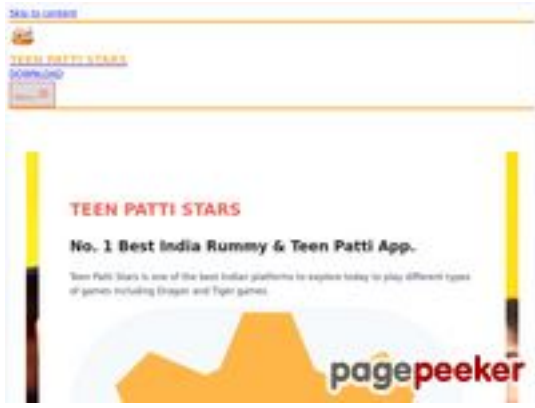 Skip to content
TEEN PATTI STARS
DOWNLOAD
Menu
TEEN PATTI STARS
No. 1 Best India Rummy & Teen Patti App.
Teen Patti Stars is one of the best Indian platforms to explore today to play different types
of games including Dragon and Tiger games.
pagepeeker